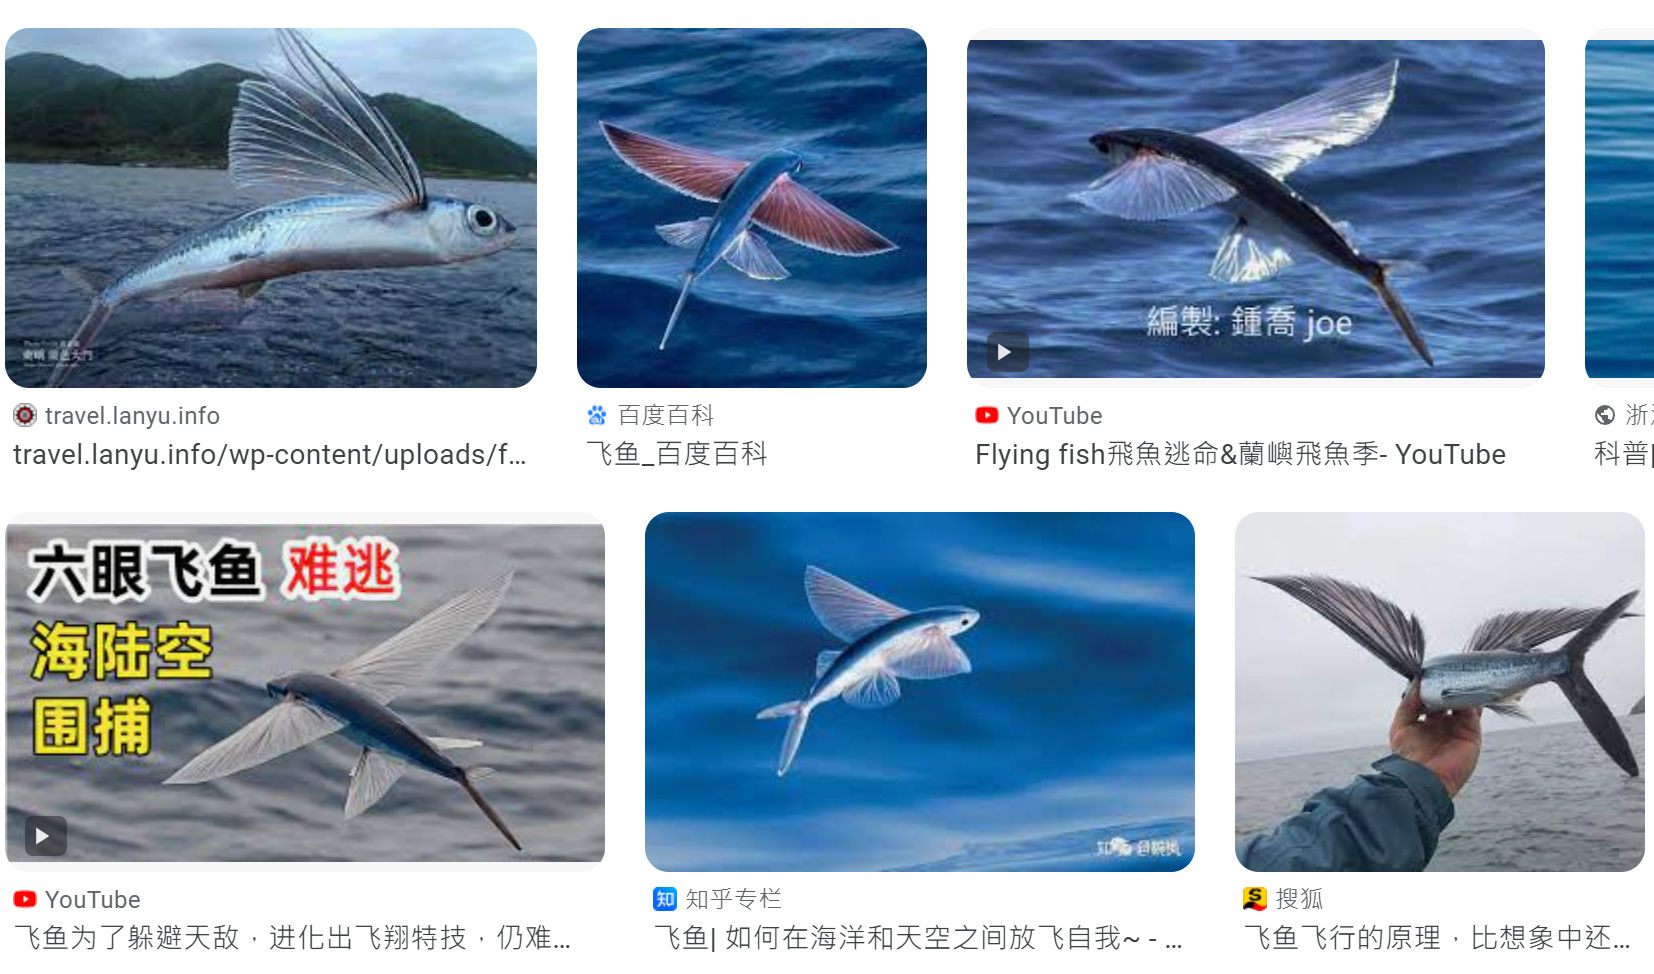 編製: 鍾喬 joe
travel.lanyu.info
百度百科
YouTube
travel.lanyu.info/wp-content/uploads/f...
飞鱼_百度百科
Flying fish飛魚逃命&蘭嶼飛魚季- YouTube
科普
六眼飞鱼 难逃
海陆空
围捕
YouTube
知乎专栏
搜狐
飞鱼为了躲避天敌，进化出飞翔特技，仍难...
飞鱼| 如何在海洋和天空之间放飞自我~ - ...
飞鱼飞行的原理，比想象中还...